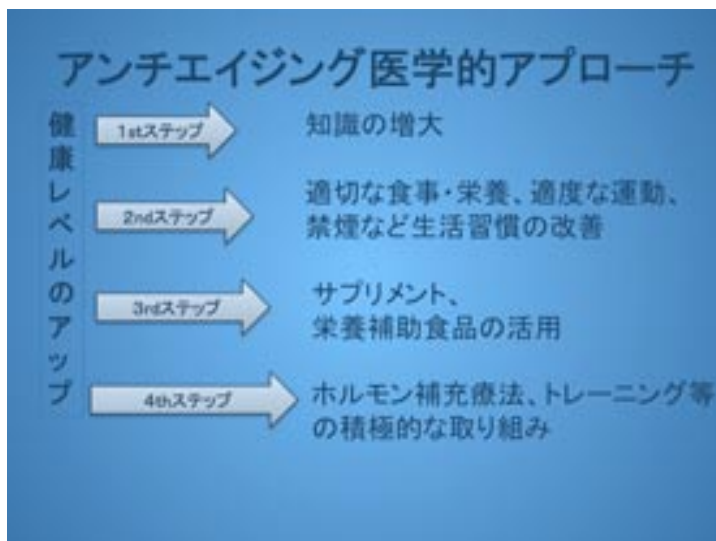 アンチエイジング医学的アプローチ
健康レベルのアップ
1stステップ
知識の増大
2ndステップ
適切な食事・栄養、適度な運動、
禁煙など生活習慣の改善
3rdステップ
サプリメント、
栄養補助食品の活用
4thステップ
ホルモン補充療法、トレーニング等
の積極的な取り組み